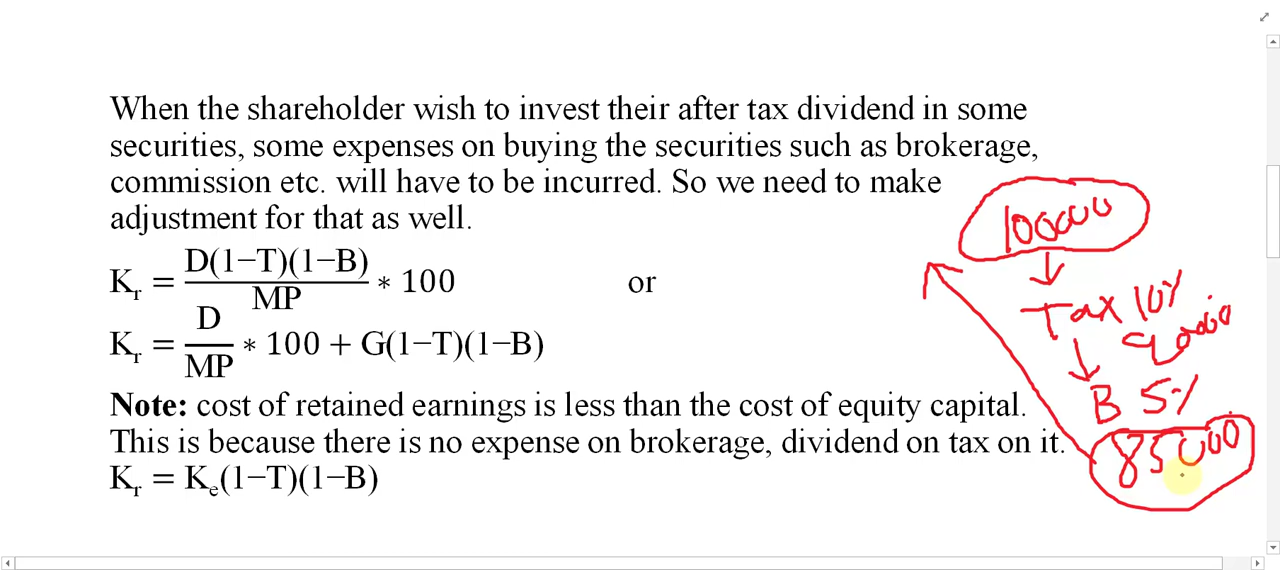 When the shareholder wish to invest their after tax dividend in some
securities, some expenses on buying the securities such as brokerage,
commission etc. will have to be incurred. So we need to make
adjustment for that as well.
Kr = D(1−T)(1−B)/MP * 100 or
Kr = D/MP * 100 + G(1−T)(1−B)
Note: cost of retained earnings is less than the cost of equity capital.
This is because there is no expense on brokerage, dividend on tax on it.
Kr = Ke(1−T)(1−B)
100000
Tax 10%
90000
B 5%
85000